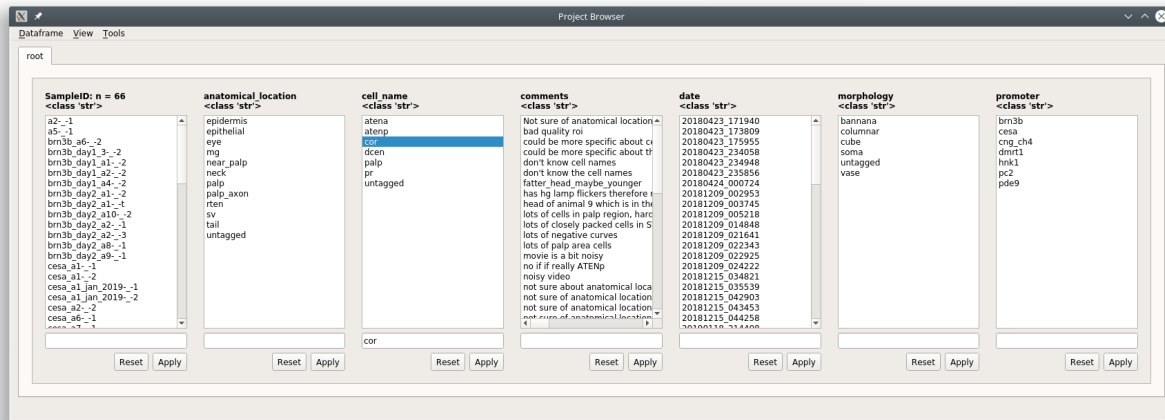 Project Browser
Dataframe View Tools
root
SampleID: n = 66
<class 'str'>
a2-_-1
a5-_-1
brn3b_a6-_-2
brn3b_day1_3-_-2
brn3b_day1_a1-_-2
brn3b_day1_a2-_-2
brn3b_day1_a4-_-2
brn3b_day2_a1-_-2
brn3b_day2_a1-_-t
brn3b_day2_a10-_-2
brn3b_day2_a2-_-1
brn3b_day2_a2-_-3
brn3b_day2_a8-_-1
brn3b_day2_a9-_-1
cesa_a1-_-1
cesa_a1-_-2
cesa_a1_jan_2019-_-1
cesa_a1_jan_2019-_-2
cesa_a2-_-2
cesa_a6-_-1
cesa_a7-_-1
Reset Apply
anatomical_location
<class 'str'>
epidermis
epithelial
eye
mg
near_palp
neck
palp
palp_axon
rten
sv
tail
untagged
Reset Apply
cell_name
<class 'str'>
atena
atenp
cor
dcen
palp
pr
untagged
cor
Reset Apply
comments
<class 'str'>
Not sure of anatomical location
bad quality roi
could be more specific about ce
could be more specific about th
don't know cell names
don't know the cell names
fatter_head_maybe_younger
has hg lamp flickers therefore r
head of animal 9 which is in the
lots of cells in palp region, hard
lots of closely packed cells in S
lots of negative curves
lots of palp area cells
movie is a bit noisy
no if if really ATENp
noisy video
not sure about anatomical loca
not sure of anatomical location
not sure of anatomical location
not sure of anatomical location
Reset Apply
date
<class 'str'>
20180423_171940
20180423_173809
20180423_175955
20180423_234058
20180423_234948
20180423_235856
20180424_000724
20181209_002953
20181209_003745
20181209_005218
20181209_014848
20181209_021641
20181209_022343
20181209_022925
20181209_024222
20181215_034821
20181215_035539
20181215_042903
20181215_043453
20181215_044258
Reset Apply
morphology
<class 'str'>
bannana
columnar
cube
soma
untagged
vase
Reset Apply
promoter
<class 'str'>
brn3b
cesa
cng_ch4
dmrt1
hnk1
pc2
pde9
Reset Apply